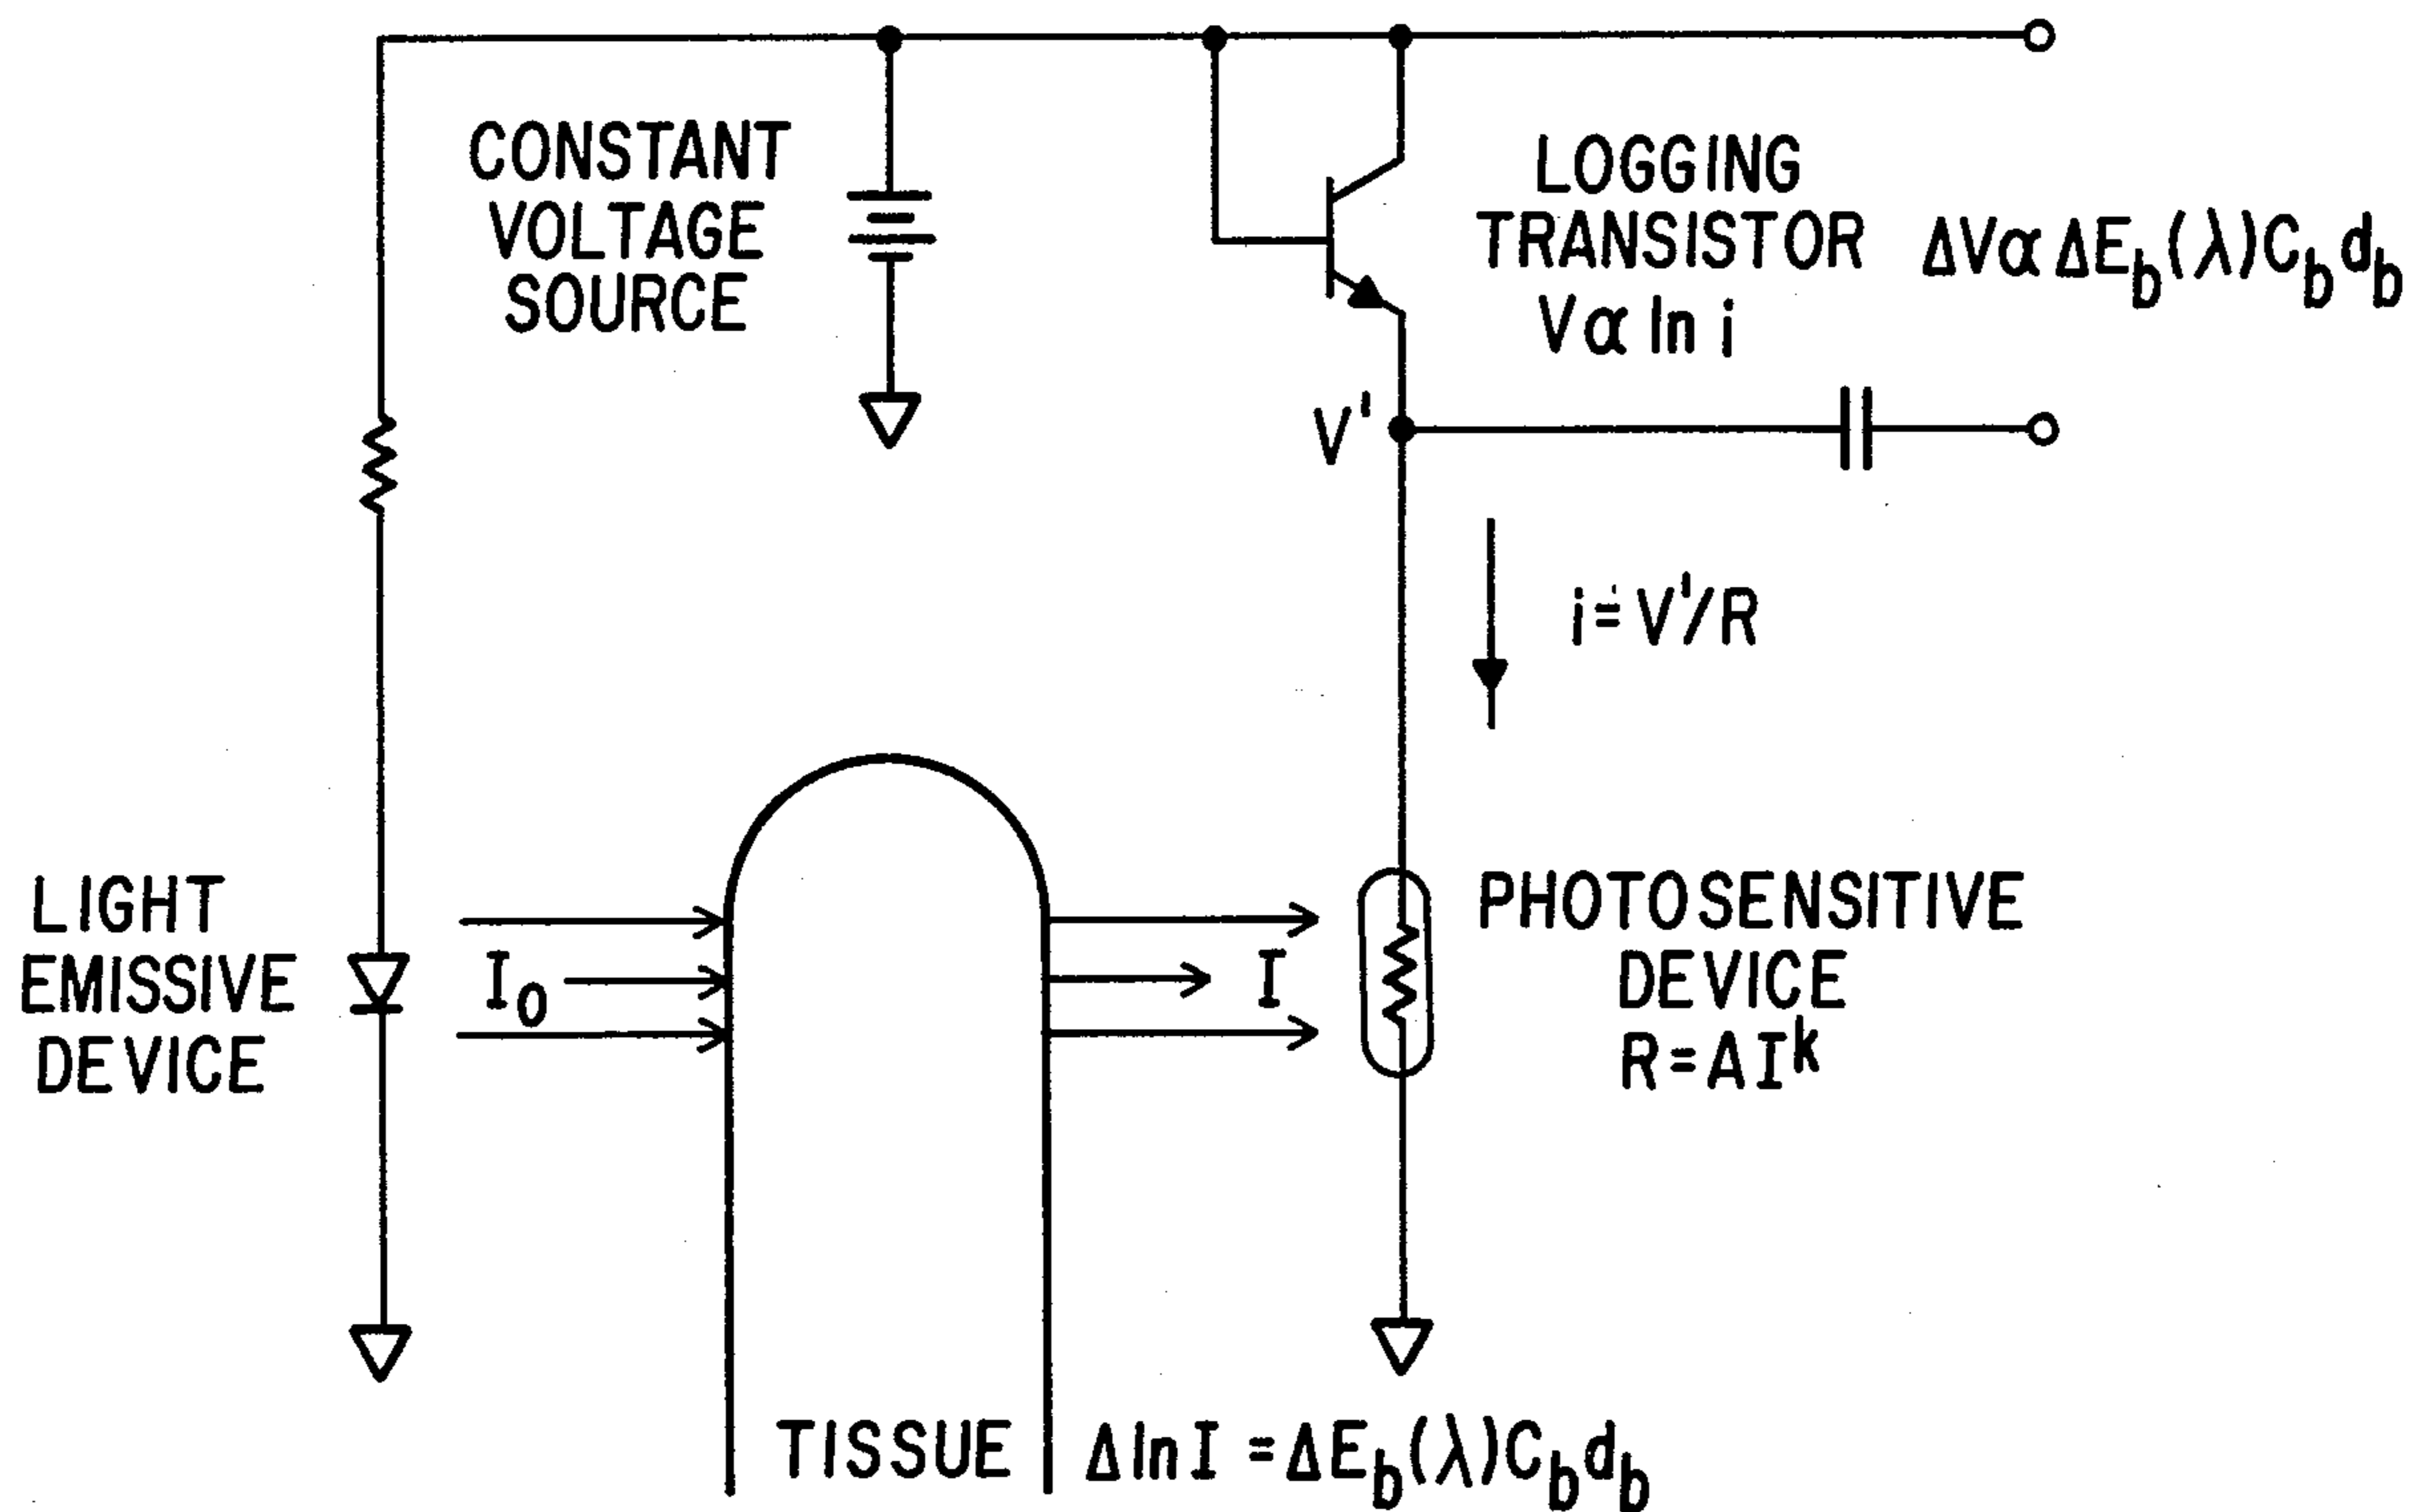 CONSTANT
VOLTAGE
SOURCE
LOGGING
TRANSISTOR
V α ln i
ΔV α ΔE_b(λ)C_b d_b
V'
i = V'/R
LIGHT
EMISSIVE
DEVICE
I_O
I
PHOTOSENSITIVE
DEVICE
R = AI^k
TISSUE
Δ ln I = ΔE_b(λ)C_b d_b